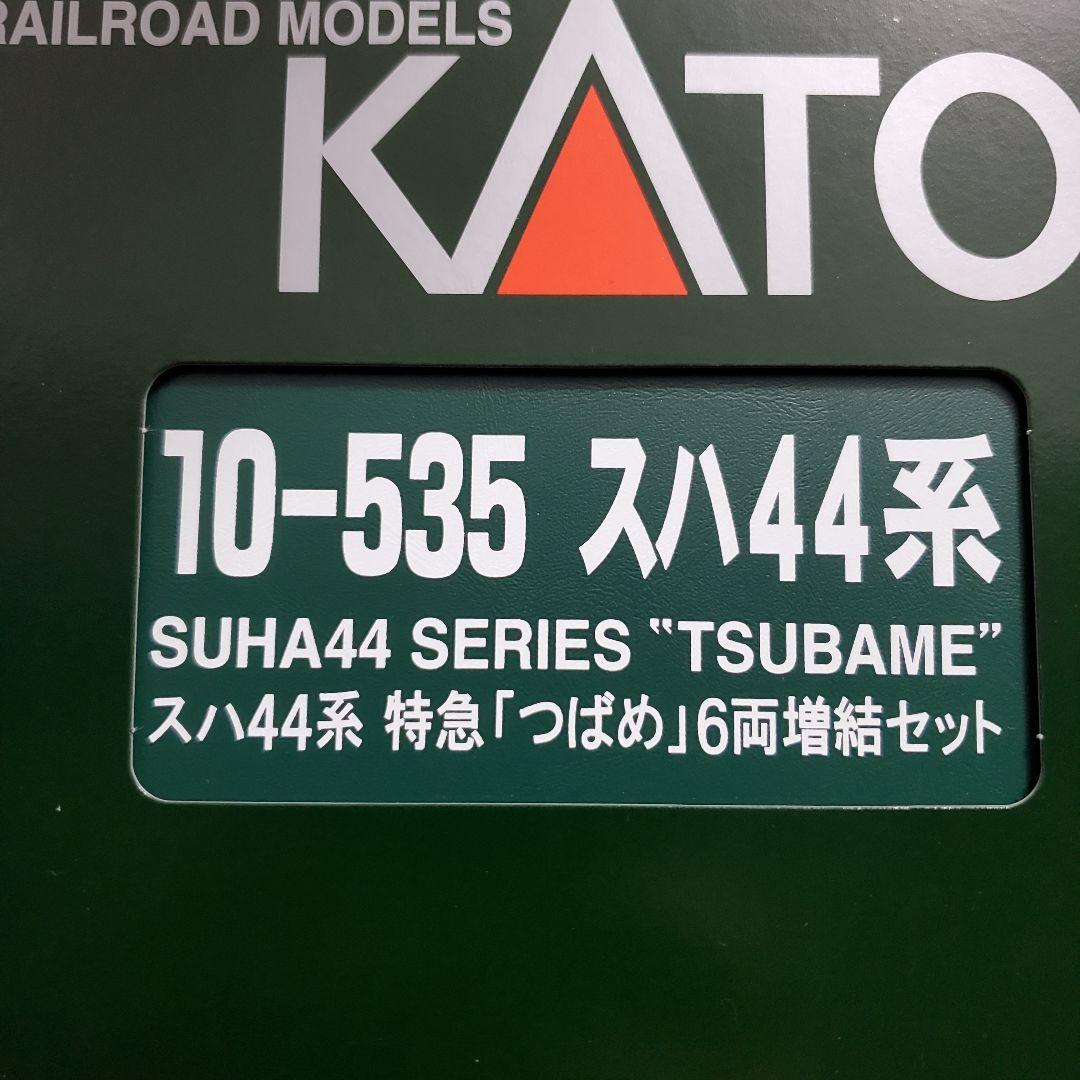 RAILROAD MODELS
KATO
10-535 スハ44系
SUHA44 SERIES “TSUBAME”
スハ44系 特急「つばめ」6両増結セット